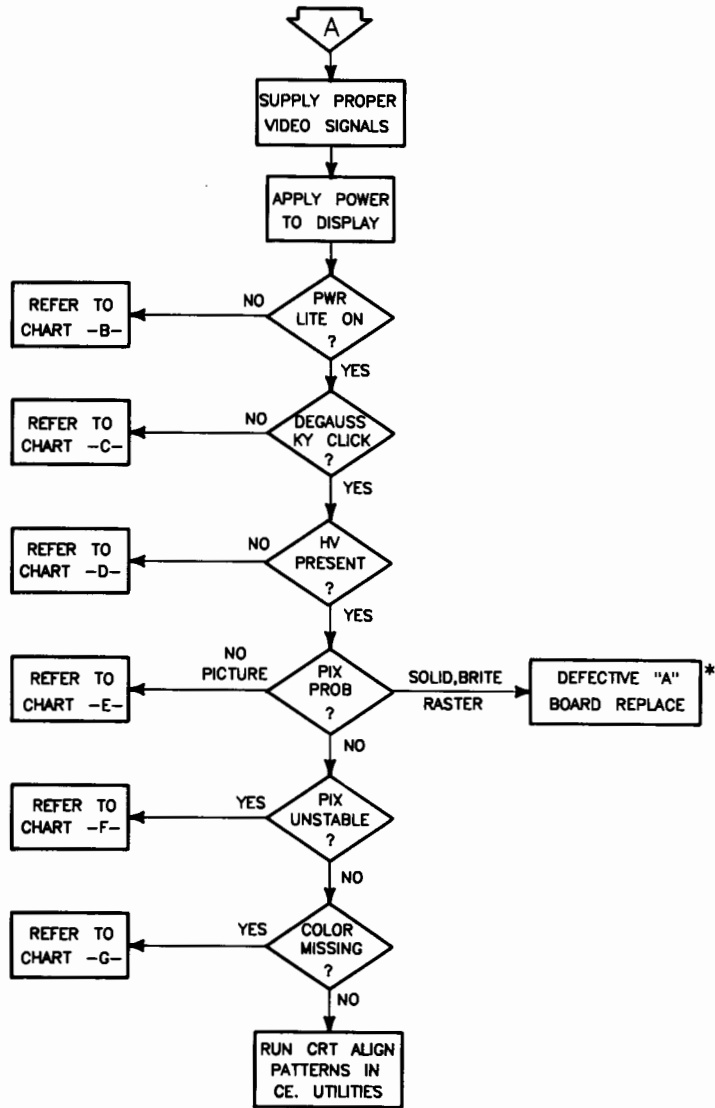 A
SUPPLY PROPER
VIDEO SIGNALS
APPLY POWER
TO DISPLAY
PWR
LITE ON
?
NO
REFER TO
CHART -B-
YES
DEGAUSS
KY CLICK
?
NO
REFER TO
CHART -C-
YES
HV
PRESENT
?
NO
REFER TO
CHART -D-
YES
PIX
PROB
?
NO
PICTURE
REFER TO
CHART -E-
SOLID,BRITE
RASTER
DEFECTIVE "A"
BOARD REPLACE
*
NO
PIX
UNSTABLE
?
YES
REFER TO
CHART -F-
NO
COLOR
MISSING
?
YES
REFER TO
CHART -G-
NO
RUN CRT ALIGN
PATTERNS IN
CE. UTILITIES